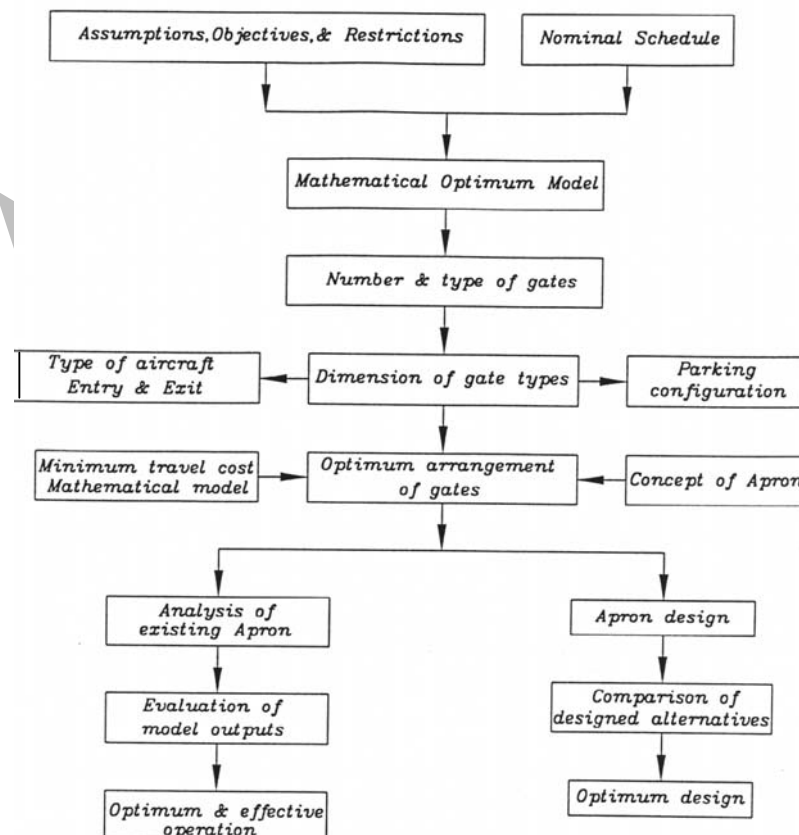 Assumptions,Objectives,& Restrictions
Nominal Schedule
Mathematical Optimum Model
Number & type of gates
Type of aircraft
Entry & Exit
Dimension of gate types
Parking
configuration
Minimum travel cost
Mathematical model
Optimum arrangement
of gates
Concept of Apron
Analysis of
existing Apron
Apron design
Evaluation of
model outputs
Comparison of
designed alternatives
Optimum & effective
operation
Optimum design